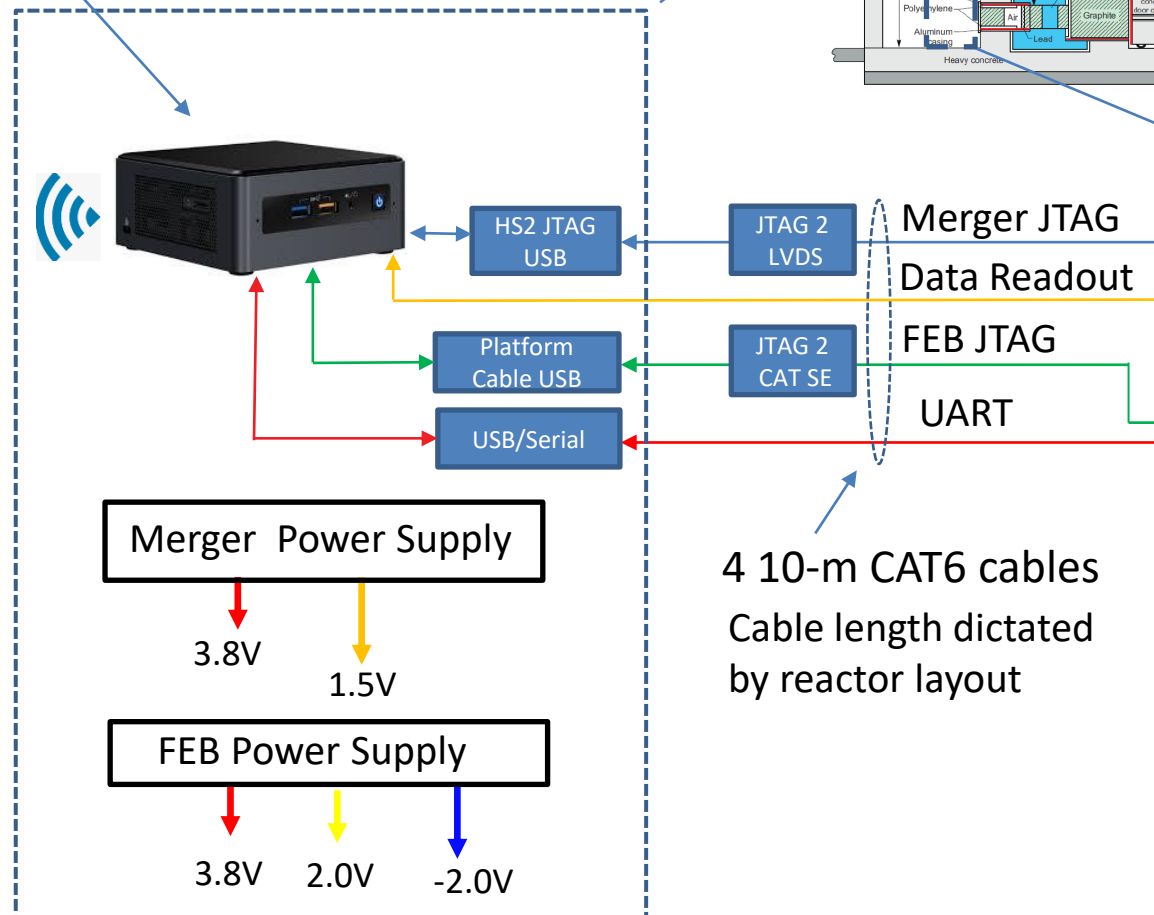 Polyethylene
Air
Graphite
Aluminum
casing
Lead
Heavy concrete
HS2 JTAG
USB
JTAG 2
LVDS
Merger JTAG
Data Readout
Platform
Cable USB
JTAG 2
CAT SE
FEB JTAG
USB/Serial
UART
Merger Power Supply
3.8V
1.5V
4 10-m CAT6 cables
Cable length dictated
by reactor layout
FEB Power Supply
3.8V 2.0V -2.0V